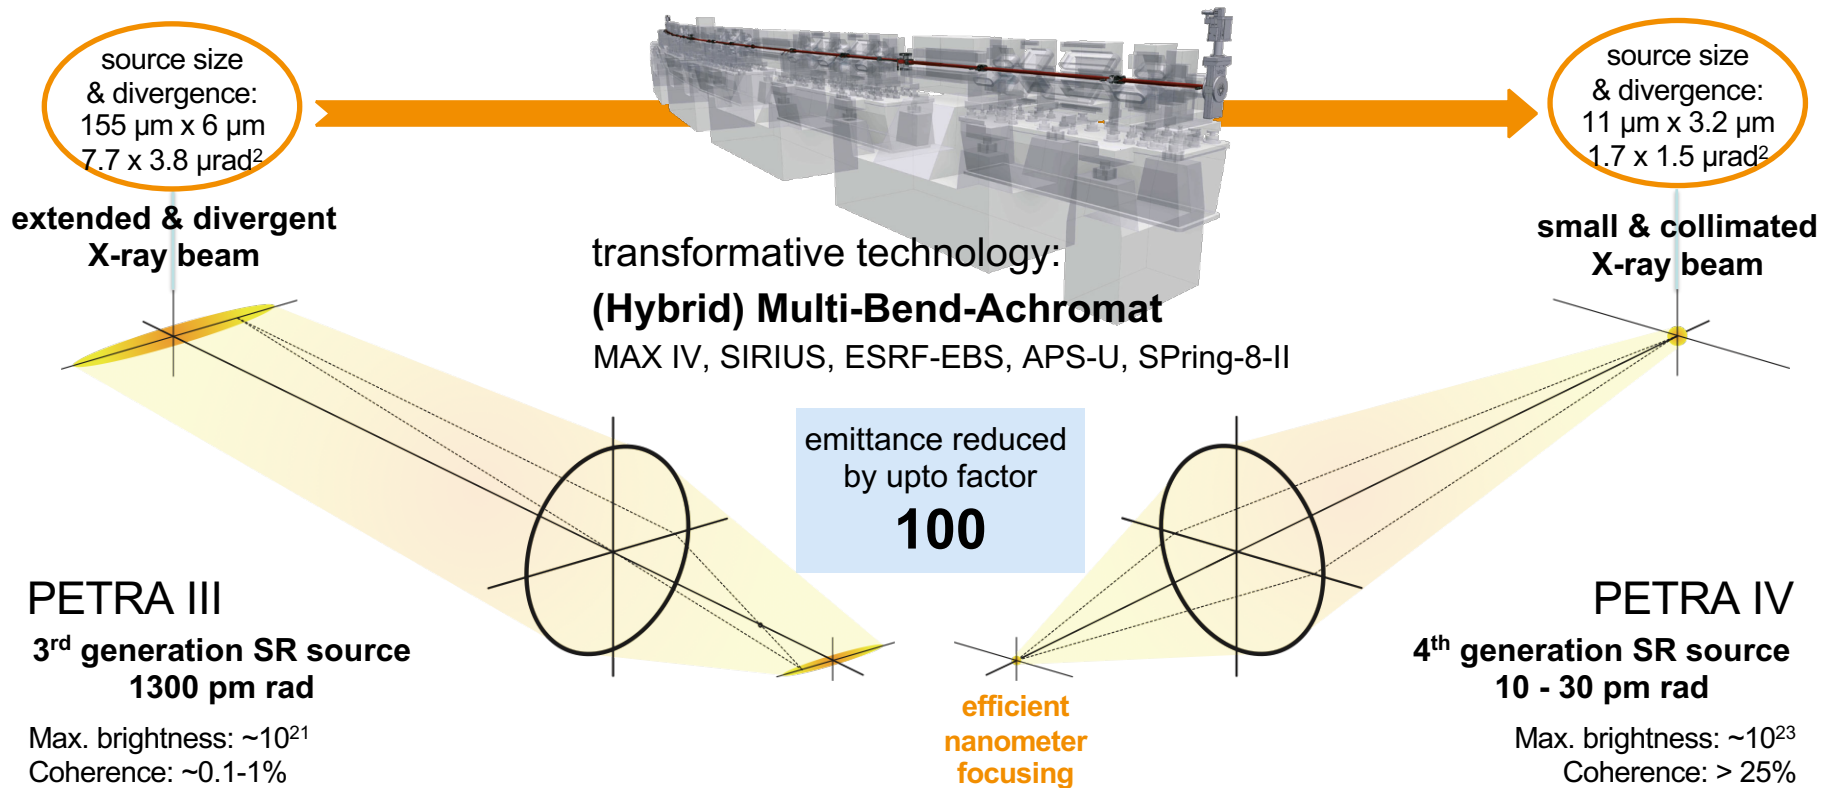 source size
& divergence:
155 µm x 6 µm
7.7 x 3.8 µrad²
extended & divergent
X-ray beam
source size
& divergence:
11 µm x 3.2 µm
1.7 x 1.5 µrad²
small & collimated
X-ray beam
transformative technology:
(Hybrid) Multi-Bend-Achromat
MAX IV, SIRIUS, ESRF-EBS, APS-U, SPring-8-II
emittance reduced
by upto factor
100
PETRA III
3rd generation SR source
1300 pm rad
Max. brightness: ~10²¹
Coherence: ~0.1-1%
efficient
nanometer
focusing
PETRA IV
4th generation SR source
10 - 30 pm rad
Max. brightness: ~10²³
Coherence: > 25%